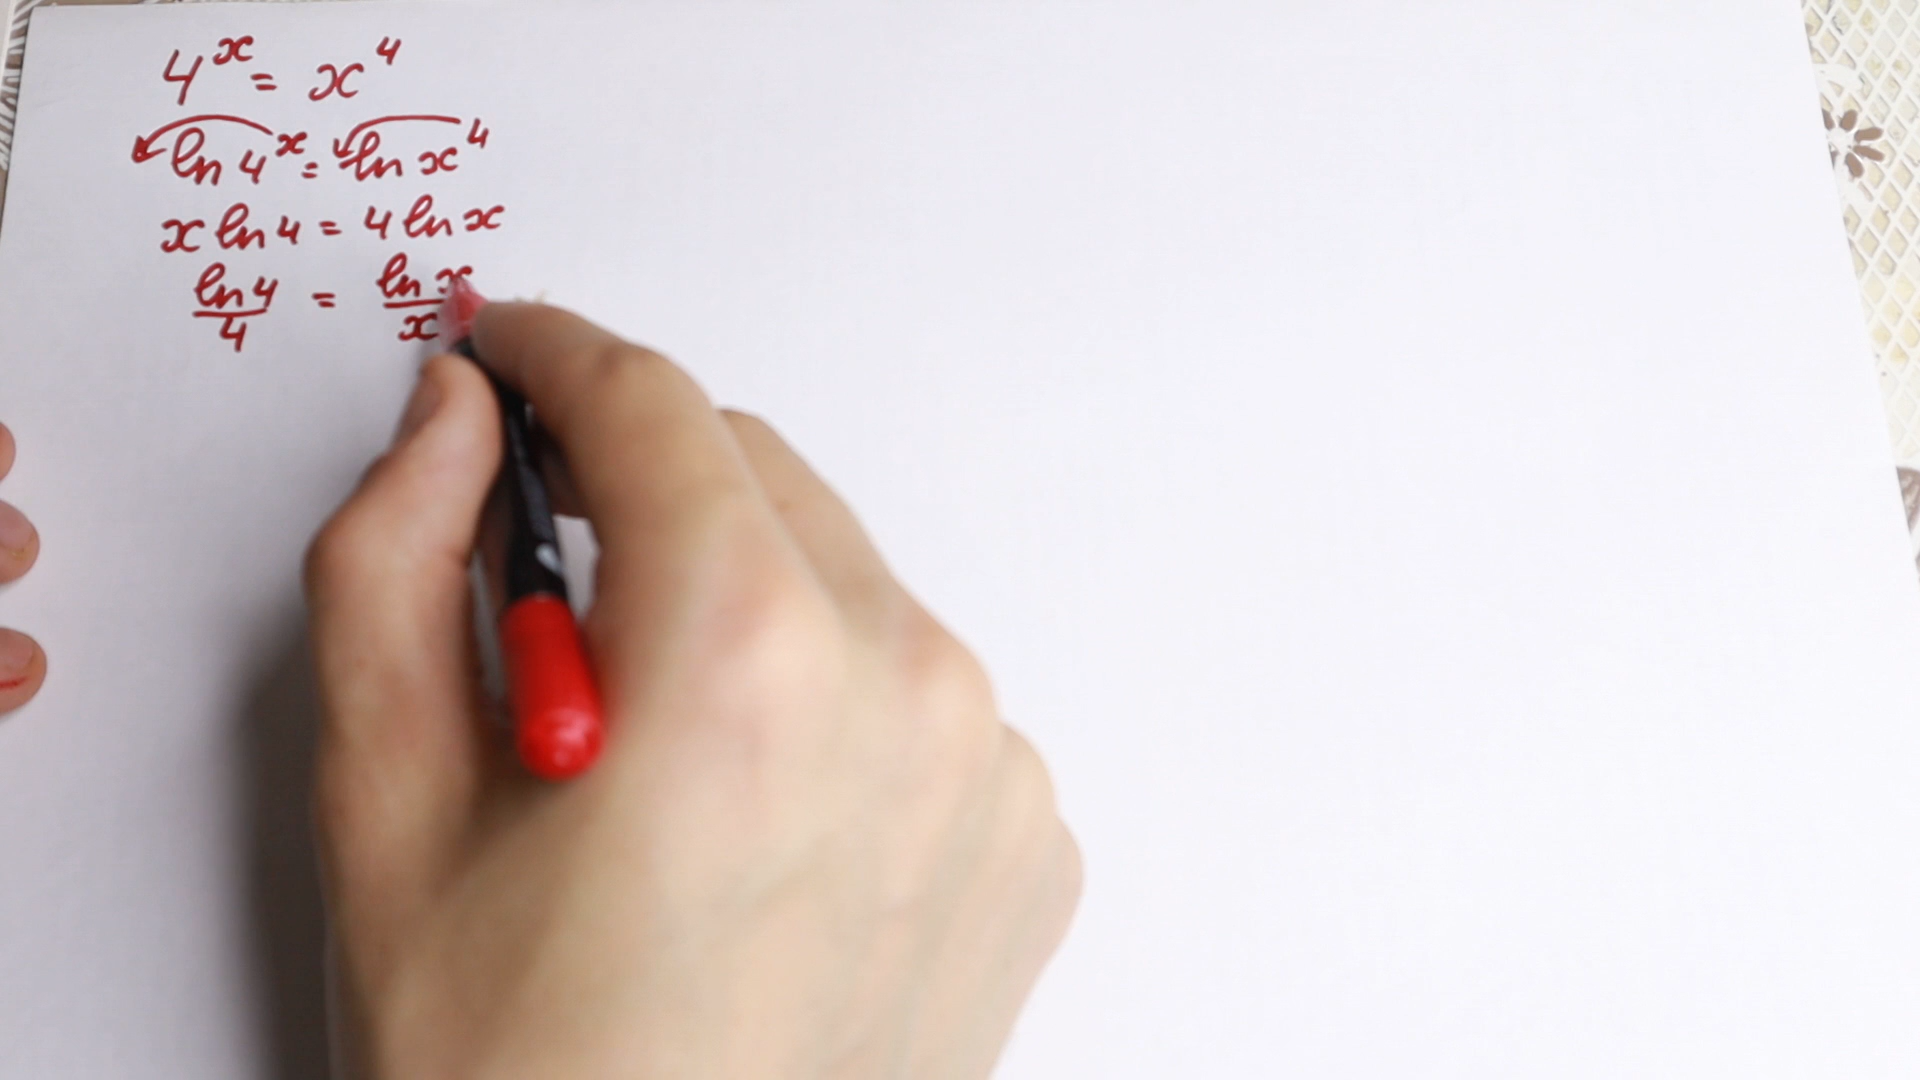 4^x = x^4
ln 4^x = ln x^4
x ln 4 = 4 ln x
ln 4 / 4 = ln x / x